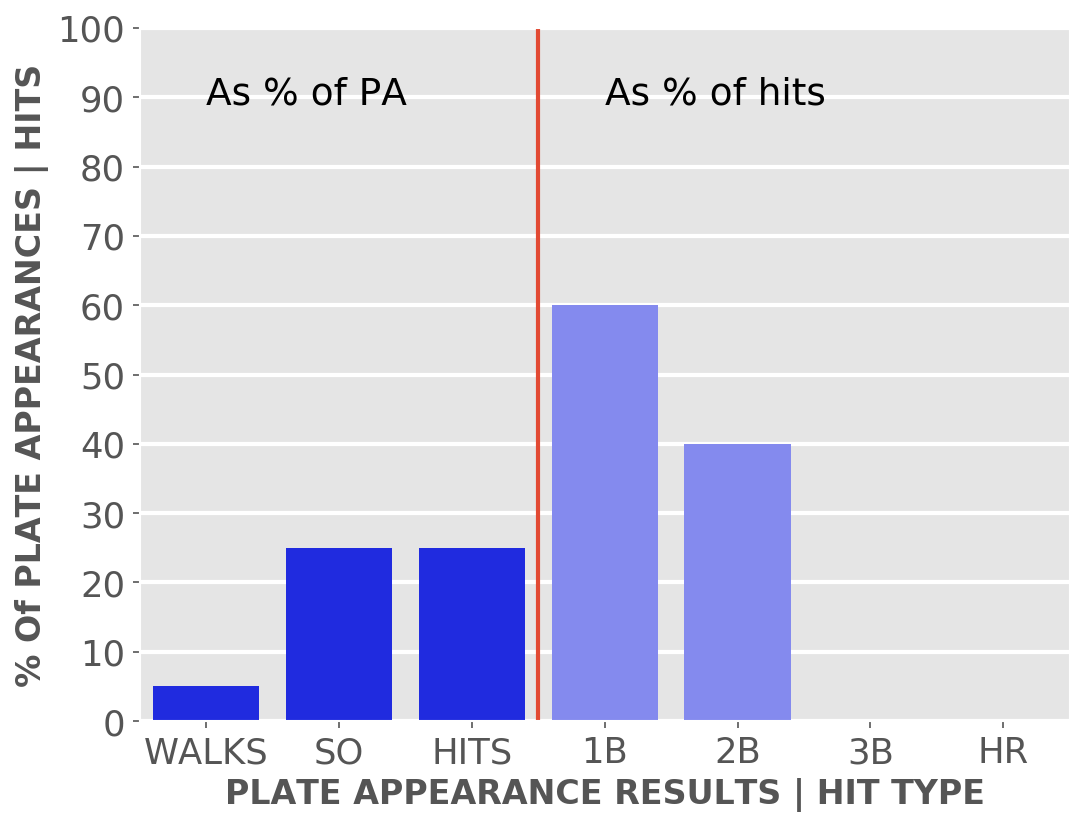 % Of PLATE APPEARANCES | HITS
100
90
80
70
60
50
40
30
20
10
0
As % of PA
As % of hits
WALKS SO HITS 1B 2B 3B HR
PLATE APPEARANCE RESULTS | HIT TYPE